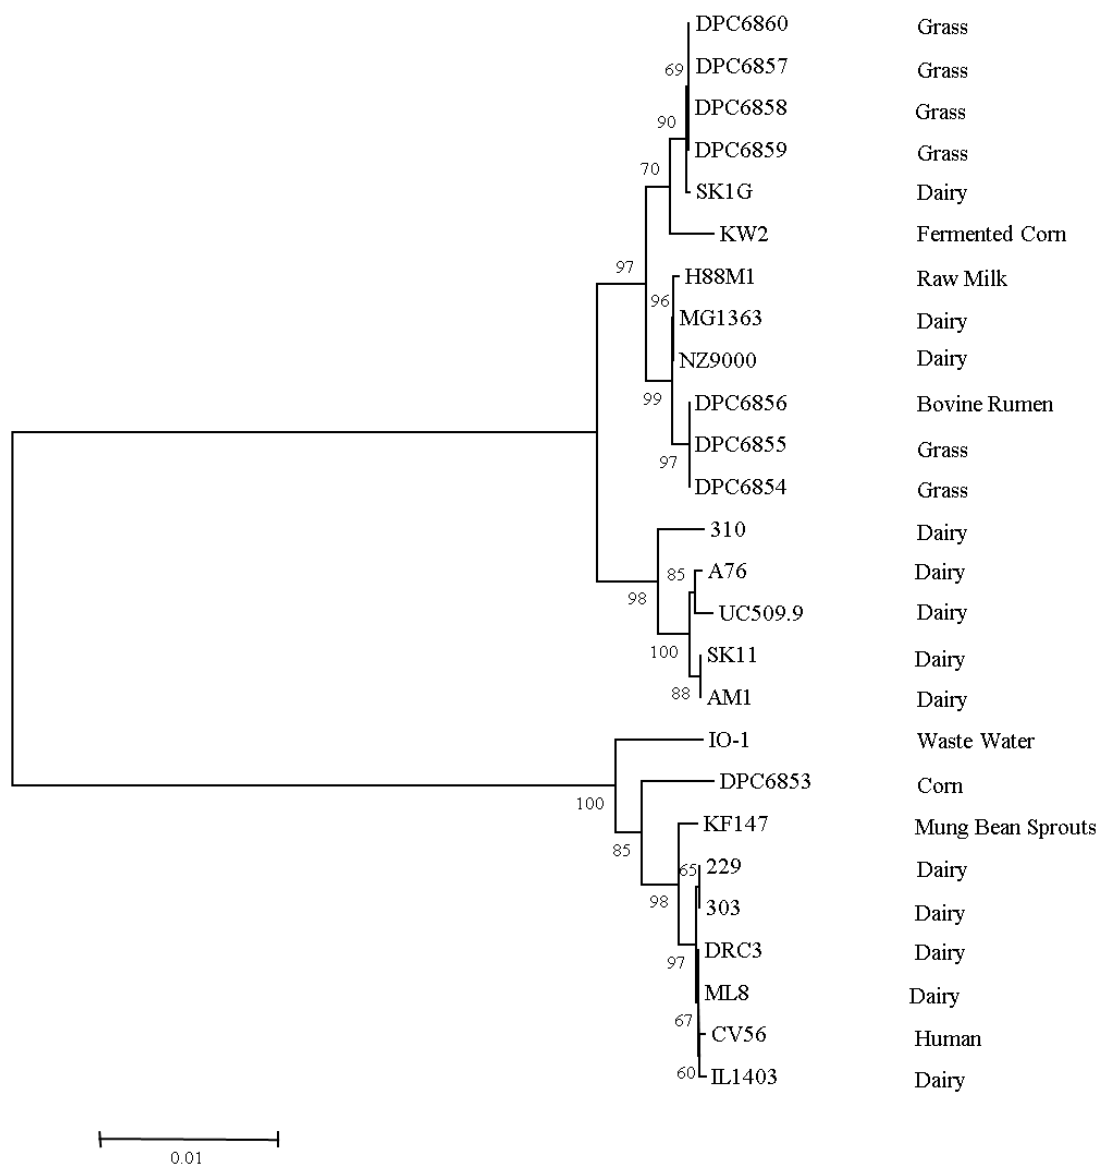 DPC6860 Grass
69
DPC6857 Grass
DPC6858 Grass
90
DPC6859 Grass
70
SK1G Dairy
KW2 Fermented Corn
97
H88M1 Raw Milk
96
MG1363 Dairy
NZ9000 Dairy
99
DPC6856 Bovine Rumen
DPC6855 Grass
97
DPC6854 Grass
310 Dairy
85
A76 Dairy
98
UC509.9 Dairy
100
SK11 Dairy
88
AM1 Dairy
IO-1 Waste Water
DPC6853 Corn
100
KF147 Mung Bean Sprouts
85
65
229 Dairy
98
303 Dairy
DRC3 Dairy
97
ML8 Dairy
67
CV56 Human
60
IL1403 Dairy
0.01